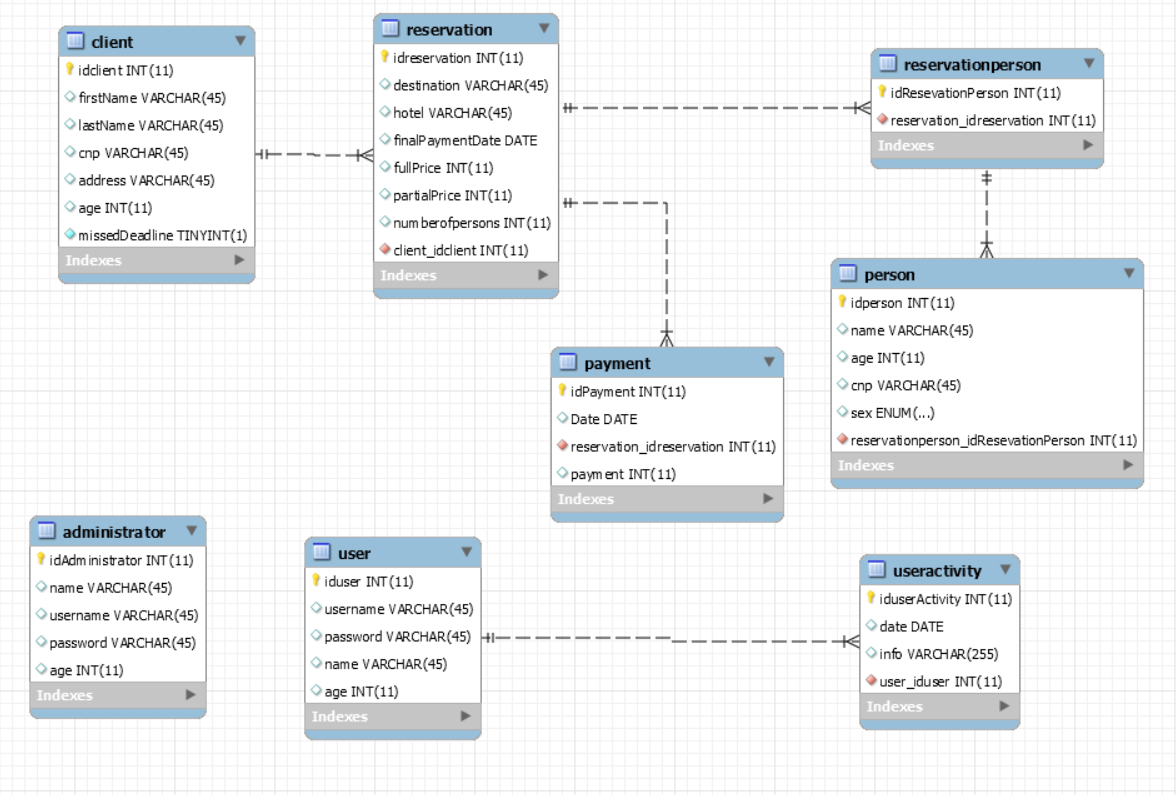 client
idclient INT(11)
firstName VARCHAR(45)
lastName VARCHAR(45)
cnp VARCHAR(45)
address VARCHAR(45)
age INT(11)
missedDeadline TINYINT(1)
Indexes
reservation
idreservation INT(11)
destination VARCHAR(45)
hotel VARCHAR(45)
finalPaymentDate DATE
fullPrice INT(11)
partialPrice INT(11)
numberofpersons INT(11)
client_idclient INT(11)
Indexes
reservationperson
idResevationPerson INT(11)
reservation_idreservation INT(11)
Indexes
person
idperson INT(11)
name VARCHAR(45)
age INT(11)
cnp VARCHAR(45)
sex ENUM(...)
reservationperson_idResevationPerson INT(11)
Indexes
payment
idPayment INT(11)
Date DATE
reservation_idreservation INT(11)
payment INT(11)
Indexes
administrator
idAdministrator INT(11)
name VARCHAR(45)
username VARCHAR(45)
password VARCHAR(45)
age INT(11)
Indexes
user
iduser INT(11)
username VARCHAR(45)
password VARCHAR(45)
name VARCHAR(45)
age INT(11)
Indexes
useractivity
iduserActivity INT(11)
date DATE
info VARCHAR(255)
user_iduser INT(11)
Indexes